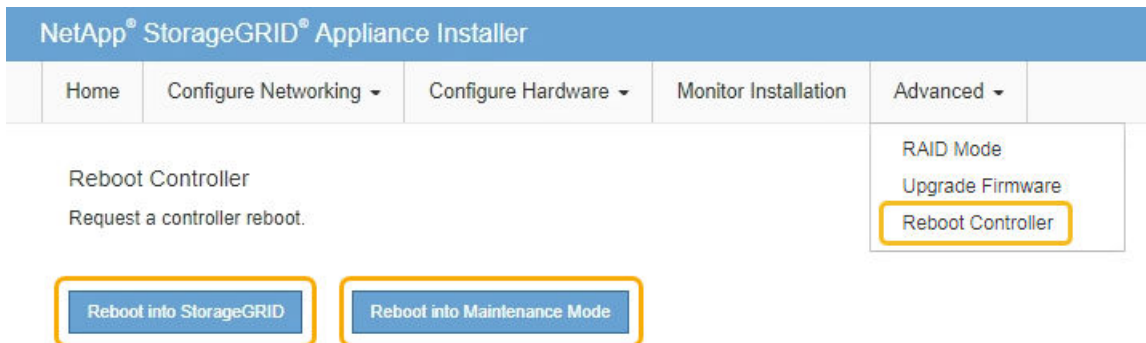 NetApp® StorageGRID® Appliance Installer
Home Configure Networking Configure Hardware Monitor Installation Advanced
RAID Mode
Upgrade Firmware
Reboot Controller
Reboot Controller
Request a controller reboot.
Reboot into StorageGRID Reboot into Maintenance Mode